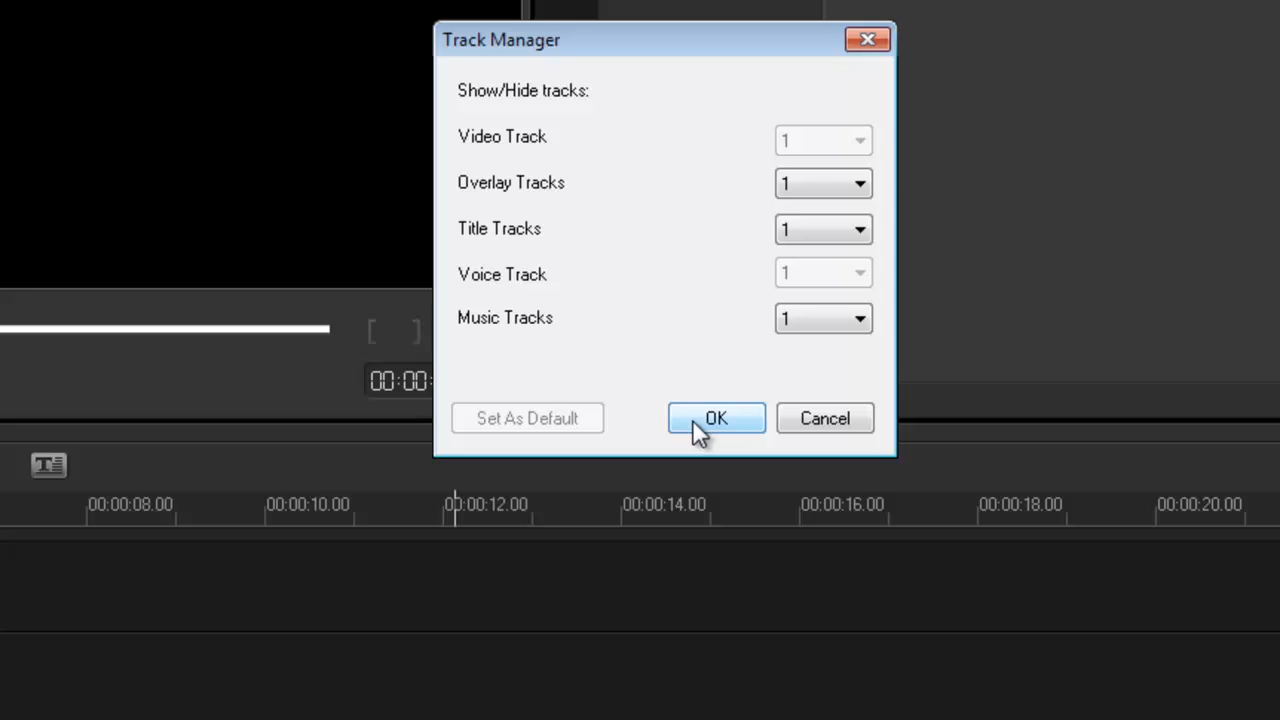 Track Manager
Show/Hide tracks:
Video Track 1
Overlay Tracks 1
Title Tracks 1
Voice Track 1
Music Tracks 1
[ ]
00:00:
Set As Default OK Cancel
T
00:00:08.00 00:00:10.00 00:00:12.00 00:00:14.00 00:00:16.00 00:00:18.00 00:00:20.00